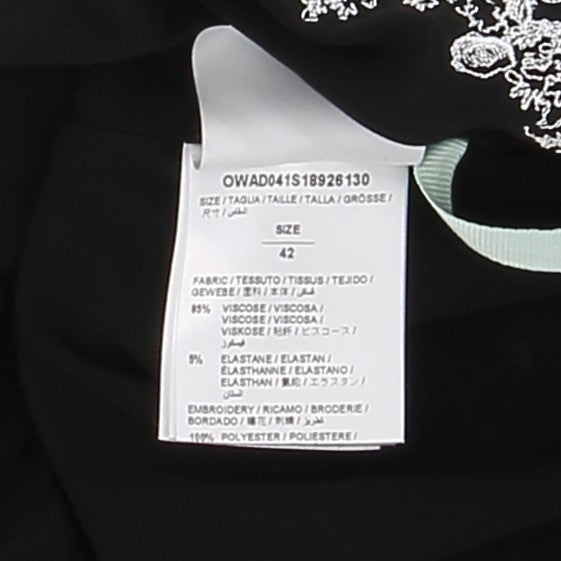 OWAD041S18926130
SIZE / TAGLIA / TAILLE / TALLA / GRÖSSE /
尺寸 / المقاس
SIZE
42
FABRIC / TESSUTO / TISSUS / TEJIDO /
GEWEBE / 面料 / 本体 / قماش
95% VISCOSE / VISCOSA /
VISCOSE / VISCOSA /
VISKOSE / 粘纤 / ビスコース /
فيسكوز
5% ELASTANE / ELASTAN /
ÉLASTHANNE / ELASTANO /
ELASTHAN / 氨纶 / エラスタン /
EMBROIDERY / RICAMO / BRODERIE /
BORDADO / 绣花 / 刺繍 / تطريز
100% POLYESTER / POLIESTERE /